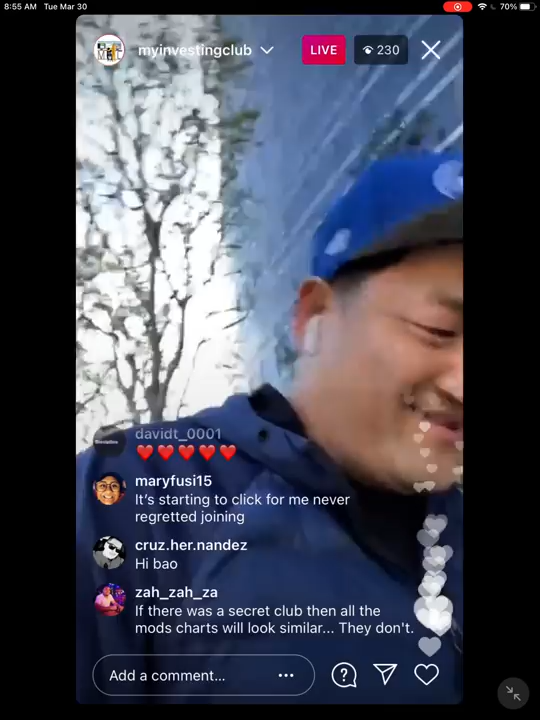 8:55 AM Tue Mar 30
70%
myinvestingclub
LIVE
230
davidt_0001
❤️❤️❤️❤️❤️
maryfusi15
It's starting to click for me never
regretted joining
cruz.her.nandez
Hi bao
zah_zah_za
If there was a secret club then all the
mods charts will look similar... They don't.
Add a comment...